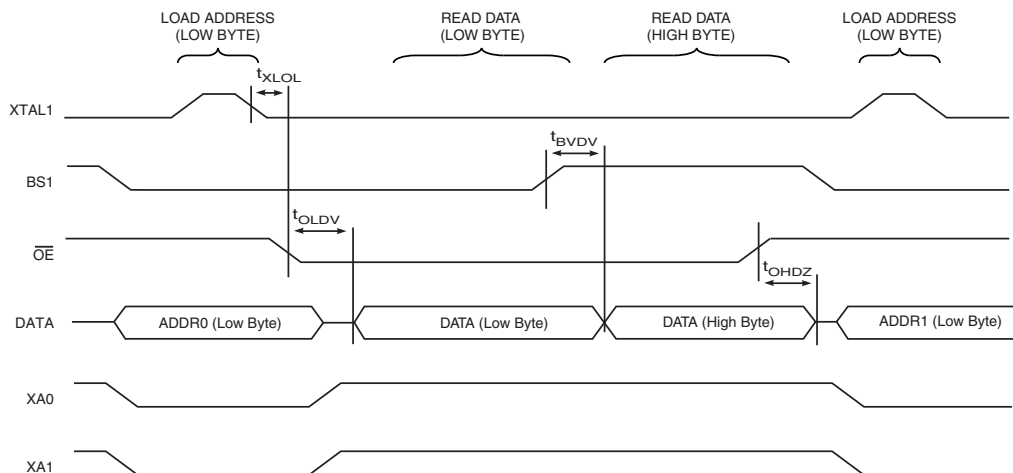 LOAD ADDRESS
(LOW BYTE)
READ DATA
(LOW BYTE)
READ DATA
(HIGH BYTE)
LOAD ADDRESS
(LOW BYTE)
tXLOL
XTAL1
tBVDV
BS1
tOLDV
OE
tOHDZ
DATA
ADDR0 (Low Byte)
DATA (Low Byte)
DATA (High Byte)
ADDR1 (Low Byte)
XA0
XA1